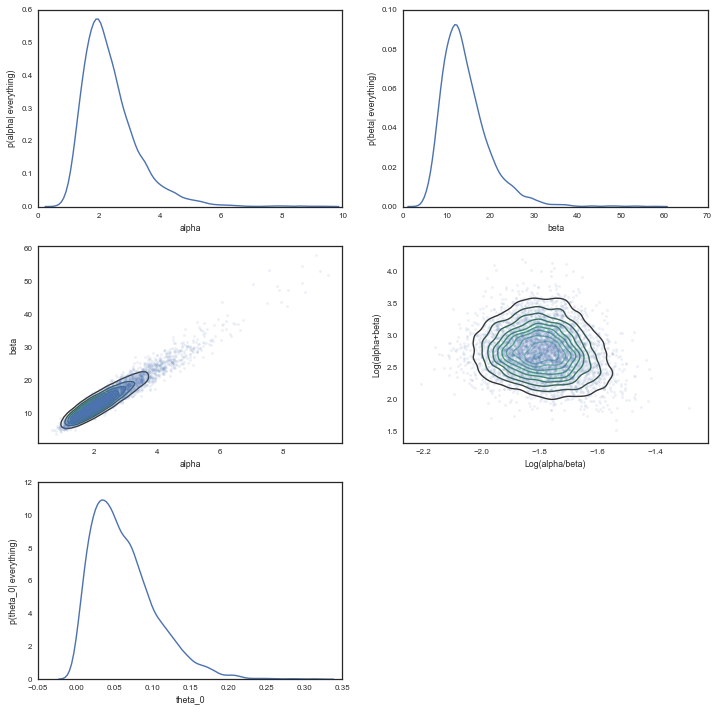 0.6
0.5
0.4
0.3
0.2
0.1
0.0
p(alpha| everything)
0 2 4 6 8 10
alpha
0.10
0.08
0.06
0.04
0.02
0.00
p(beta| everything)
0 10 20 30 40 50 60 70
beta
60
50
40
30
20
10
beta
2 4 6 8
alpha
4.0
3.5
3.0
2.5
2.0
1.5
Log(alpha+beta)
−2.2 −2.0 −1.8 −1.6 −1.4
Log(alpha/beta)
12
10
8
6
4
2
0
p(theta_0| everything)
−0.05 0.00 0.05 0.10 0.15 0.20 0.25 0.30 0.35
theta_0